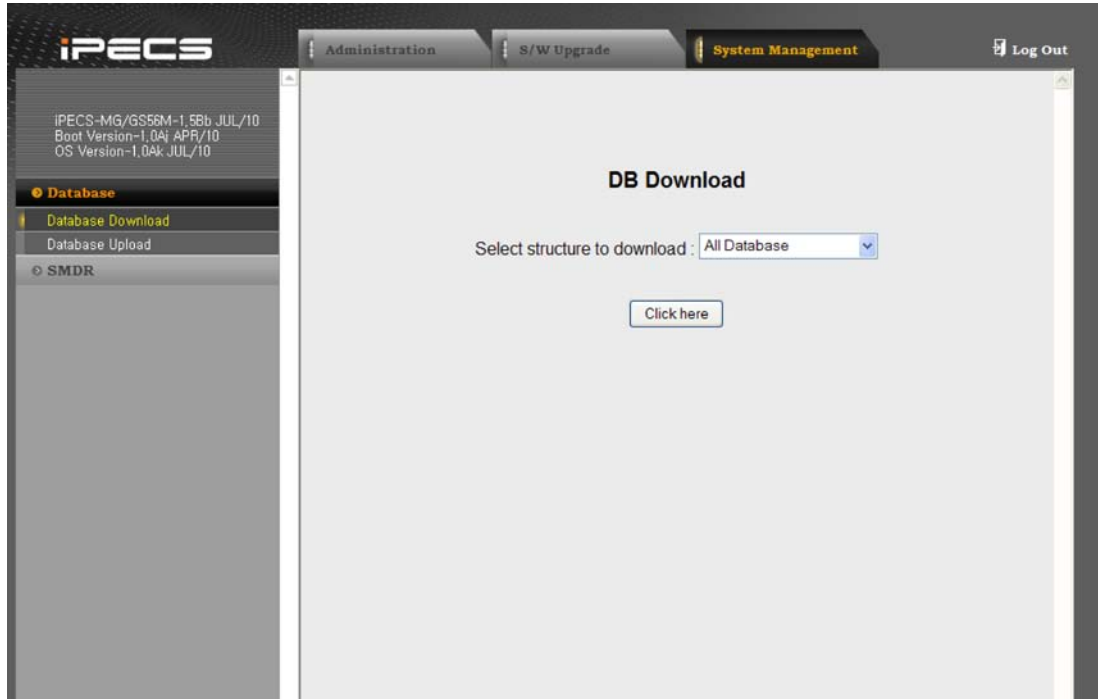 iPECS
Administration
S/W Upgrade
System Management
Log Out
iPECS-MG/GS56M-1,5Bb JUL/10
Boot Version-1,0Aj APR/10
OS Version-1,0Ak JUL/10
Database
Database Download
Database Upload
SMDR
DB Download
Select structure to download : All Database
Click here